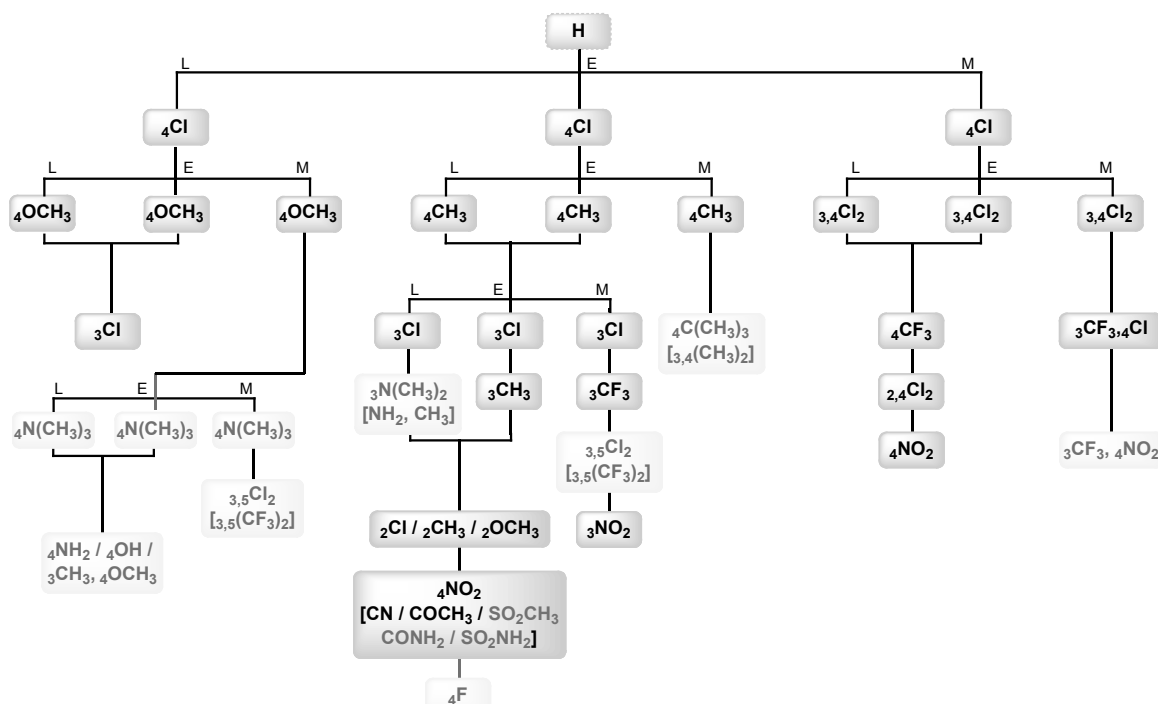 H
L E M
₄Cl ₄Cl ₄Cl
L E M L E M L E M
₄OCH₃ ₄OCH₃ ₄OCH₃ ₄CH₃ ₄CH₃ ₄CH₃ ₃,₄Cl₂ ₃,₄Cl₂ ₃,₄Cl₂
L E M
₃Cl ₃Cl ₃Cl ₃Cl ₄C(CH₃)₃ ₄CF₃ ₃CF₃,₄Cl
[₃,₄(CH₃)₂]
L E M
₃N(CH₃)₂ ₃CH₃ ₃CF₃ ₂,₄Cl₂
[NH₂, CH₃]
₄N(CH₃)₃ ₄N(CH₃)₃ ₄N(CH₃)₃ ₃,₅Cl₂ ₄NO₂ ₃CF₃, ₄NO₂
[₃,₅(CF₃)₂]
₃,₅Cl₂
[₃,₅(CF₃)₂]
₂Cl / ₂CH₃ / ₂OCH₃ ₃NO₂
₄NH₂ / ₄OH /
₃CH₃, ₄OCH₃
₄NO₂
[CN / COCH₃ / SO₂CH₃
CONH₂ / SO₂NH₂]
₄F